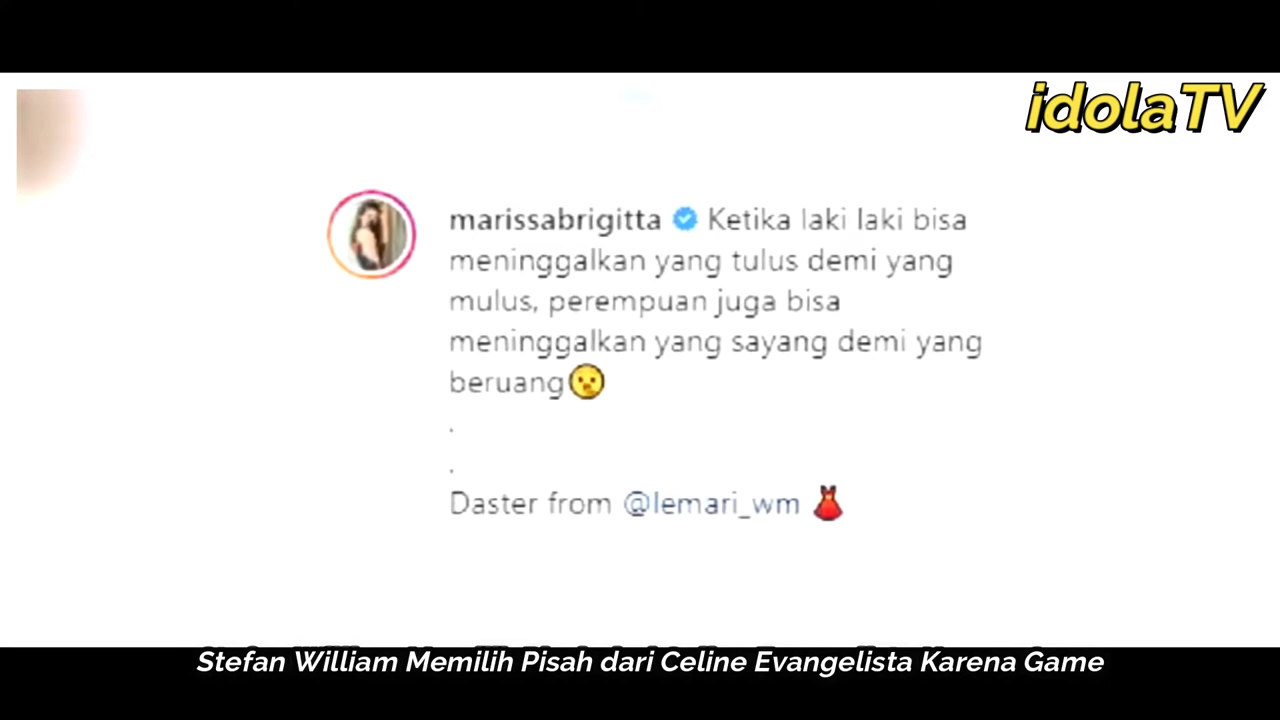 idolaTV
marissabrigitta Ketika laki laki bisa
meninggalkan yang tulus demi yang
mulus, perempuan juga bisa
meninggalkan yang sayang demi yang
beruang😮
.
.
Daster from @lemari_wm 💃
Stefan William Memilih Pisah dari Celine Evangelista Karena Game